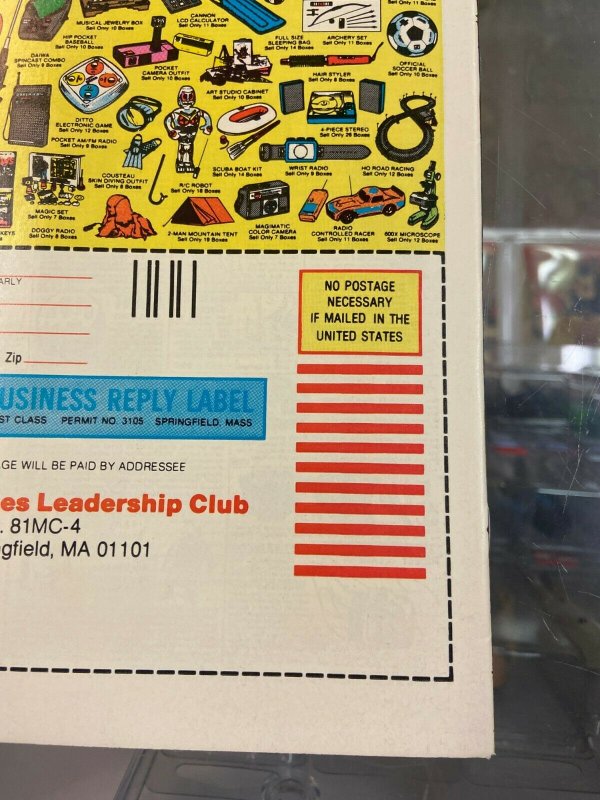 Sell Only 11 Boxes
MUSICAL JEWELRY BOX
Sell Only 10 Boxes
CANNON
LCD CALCULATOR
Sell Only 11 Boxes
HIP POCKET
BASEBALL
Sell Only 10 Boxes
FULL SIZE
SLEEPING BAG
Sell Only 14 Boxes
ARCHERY SET
Sell Only 11 Boxes
DAIWA
SPINCAST COMBO
Sell Only 9 Boxes
POCKET
CAMERA OUTFIT
Sell Only 10 Boxes
OFFICIAL
SOCCER BALL
Sell Only 10 Boxes
HAIR STYLER
Sell Only 8 Boxes
ART STUDIO CABINET
Sell Only 10 Boxes
DITTO
ELECTRONIC GAME
Sell Only 12 Boxes
4-PIECE STEREO
POCKET AM/FM RADIO
Sell Only 9 Boxes
COUSTEAU
SKIN DIVING OUTFIT
Sell Only 8 Boxes
SCUBA BOAT KIT
Sell Only 14 Boxes
WRIST RADIO
Sell Only 9 Boxes
HO ROAD RACING
Sell Only 12 Boxes
R/C ROBOT
MAGIC SET
Sell Only 7 Boxes
KEYS
DOGGY RADIO
Sell Only 8 Boxes
2-MAN MOUNTAIN TENT
Sell Only 19 Boxes
MAGIMATIC
COLOR CAMERA
Sell Only 7 Boxes
RADIO
CONTROLLED RACER
Sell Only 11 Boxes
600X MICROSCOPE
Sell Only 12 Boxes
ARLY
NO POSTAGE
NECESSARY
IF MAILED IN THE
UNITED STATES
Zip
USINESS REPLY LABEL
ST CLASS PERMIT NO. 3105 SPRINGFIELD, MASS
GE WILL BE PAID BY ADDRESSEE
es Leadership Club
. 81MC-4
gfield, MA 01101